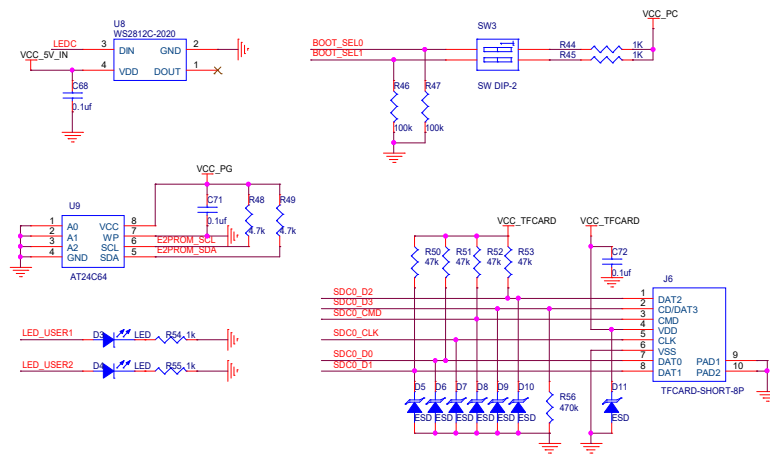 U8
WS2812C-2020
LEDC 3 DIN GND 2
VCC_5V_IN 4 VDD DOUT 1
C68
0.1uf
SW3
VCC_PC
BOOT_SEL0 R44 1K
BOOT_SEL1 R45 1K
SW DIP-2
R46 R47
100k 100k
VCC_PG
U9
C71 R48 R49
0.1uf 4.7k 4.7k
1 A0 VCC 8
2 A1 WP 7
3 A2 SCL 6 E2PROM_SCL
4 GND SDA 5 E2PROM_SDA
AT24C64
VCC_TFCARD VCC_TFCARD
R50 R51 R52 R53
47k 47k 47k 47k
C72
0.1uf
J6
SDC0_D2 1 DAT2
SDC0_D3 2 CD/DAT3
SDC0_CMD 3 CMD
4 VDD
SDC0_CLK 5 CLK
6 VSS
SDC0_D0 7 DAT0 PAD1 9
SDC0_D1 8 DAT1 PAD2 10
TFCARD-SHORT-8P
LED_USER1 D3 LED R54 1k
LED_USER2 D4 LED R55 1k
D5 D6 D7 D8 D9 D10 D11
ESD ESD ESD ESD ESD ESD ESD
R56
470k